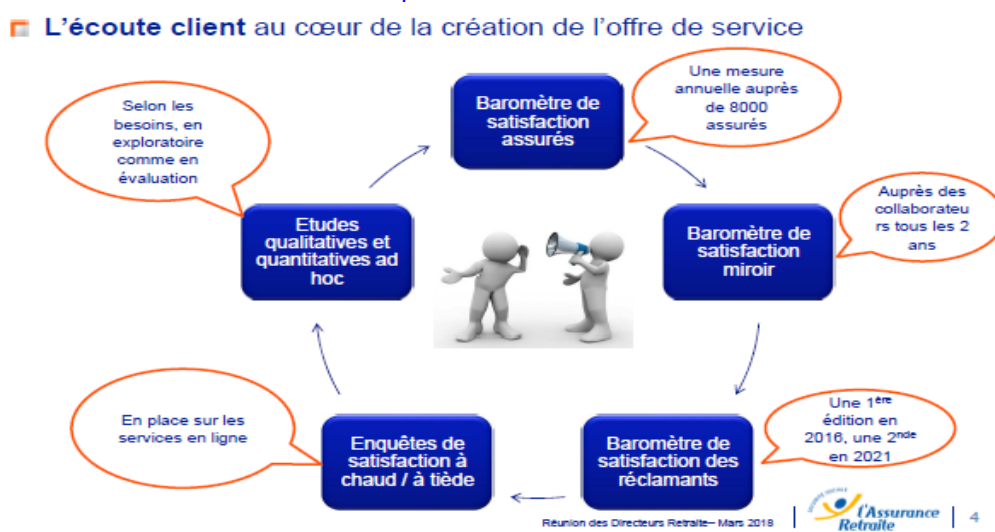 L'écoute client au cœur de la création de l'offre de service
Baromètre de
satisfaction
assurés
Une mesure
annuelle auprès
de 8000
assurés
Baromètre de
satisfaction
miroir
Auprès des
collaborateu
rs tous les 2
ans
Baromètre de
satisfaction des
réclamants
Une 1ère
édition en
2016, une 2nde
en 2021
Enquêtes de
satisfaction à
chaud / à tiède
En place sur les
services en ligne
Etudes
qualitatives et
quantitatives ad
hoc
Selon les
besoins, en
exploratoire
comme en
évaluation
Réunion des Directeurs Retraite– Mars 2018
l'Assurance
Retraite
4